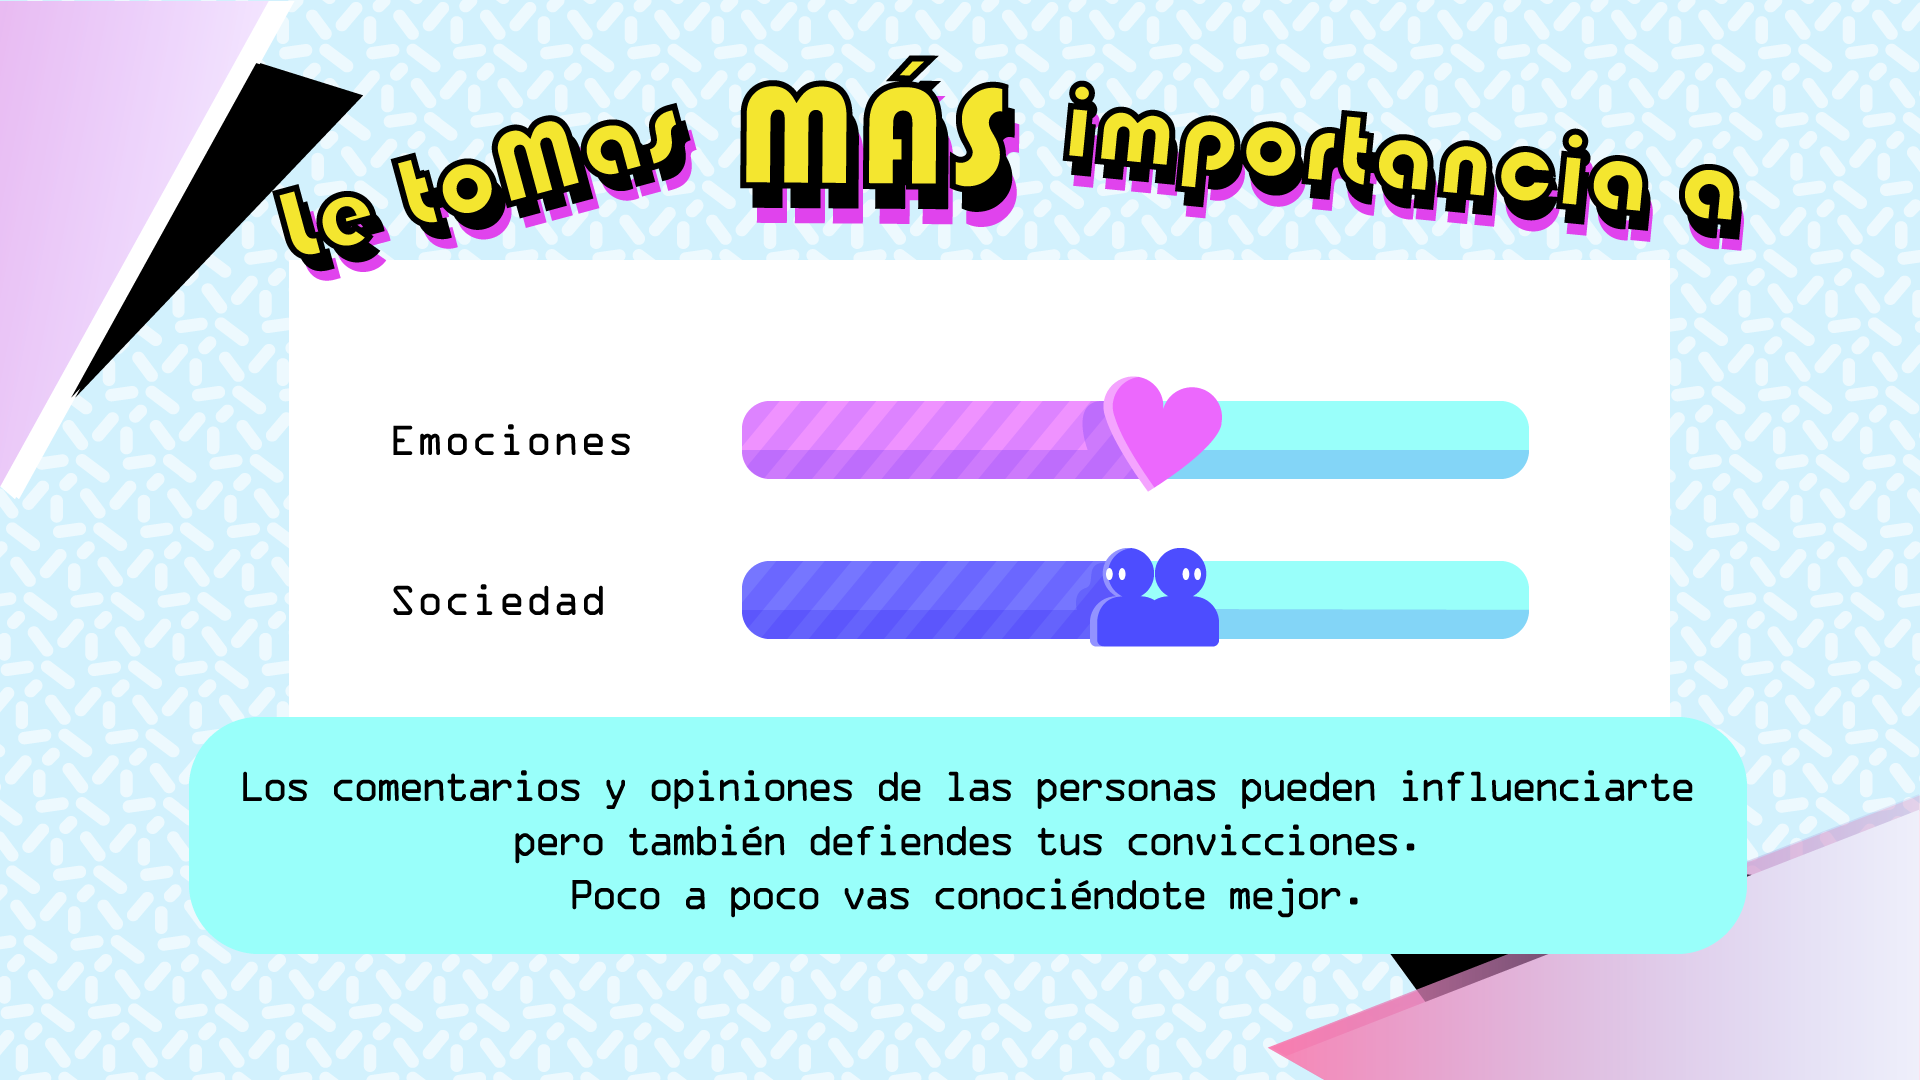 le toMas MÁS importancia a
Emociones
Sociedad
Los comentarios y opiniones de las personas pueden influenciarte
pero también defiendes tus convicciones.
Poco a poco vas conociéndote mejor.